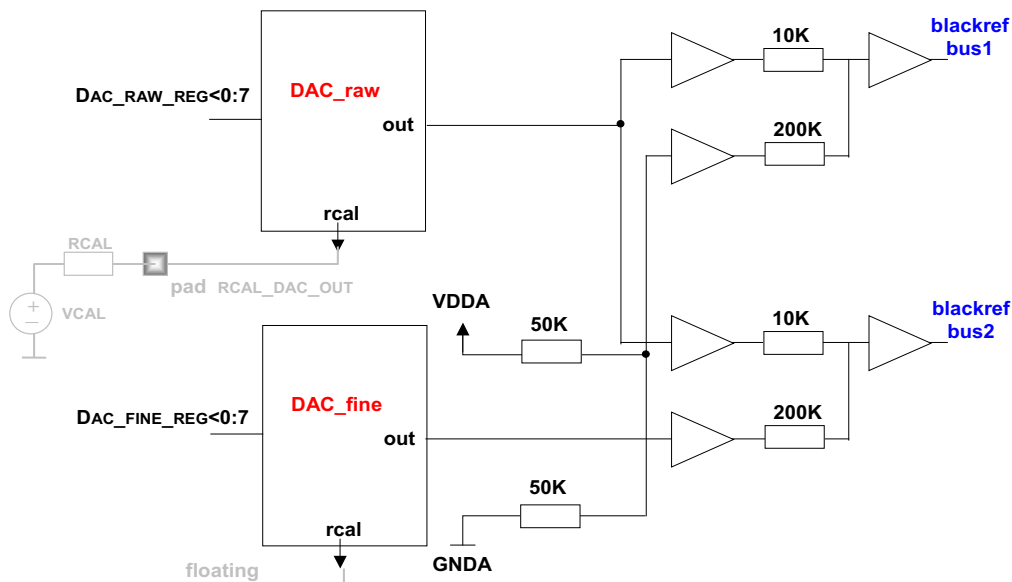 blackref
bus1
10K
DAC_RAW_REG<0:7
DAC_raw
out
200K
rcal
RCAL
pad RCAL_DAC_OUT
VCAL
VDDA
50K
10K
blackref
bus2
DAC_FINE_REG<0:7
DAC_fine
out
200K
50K
rcal
GNDA
floating